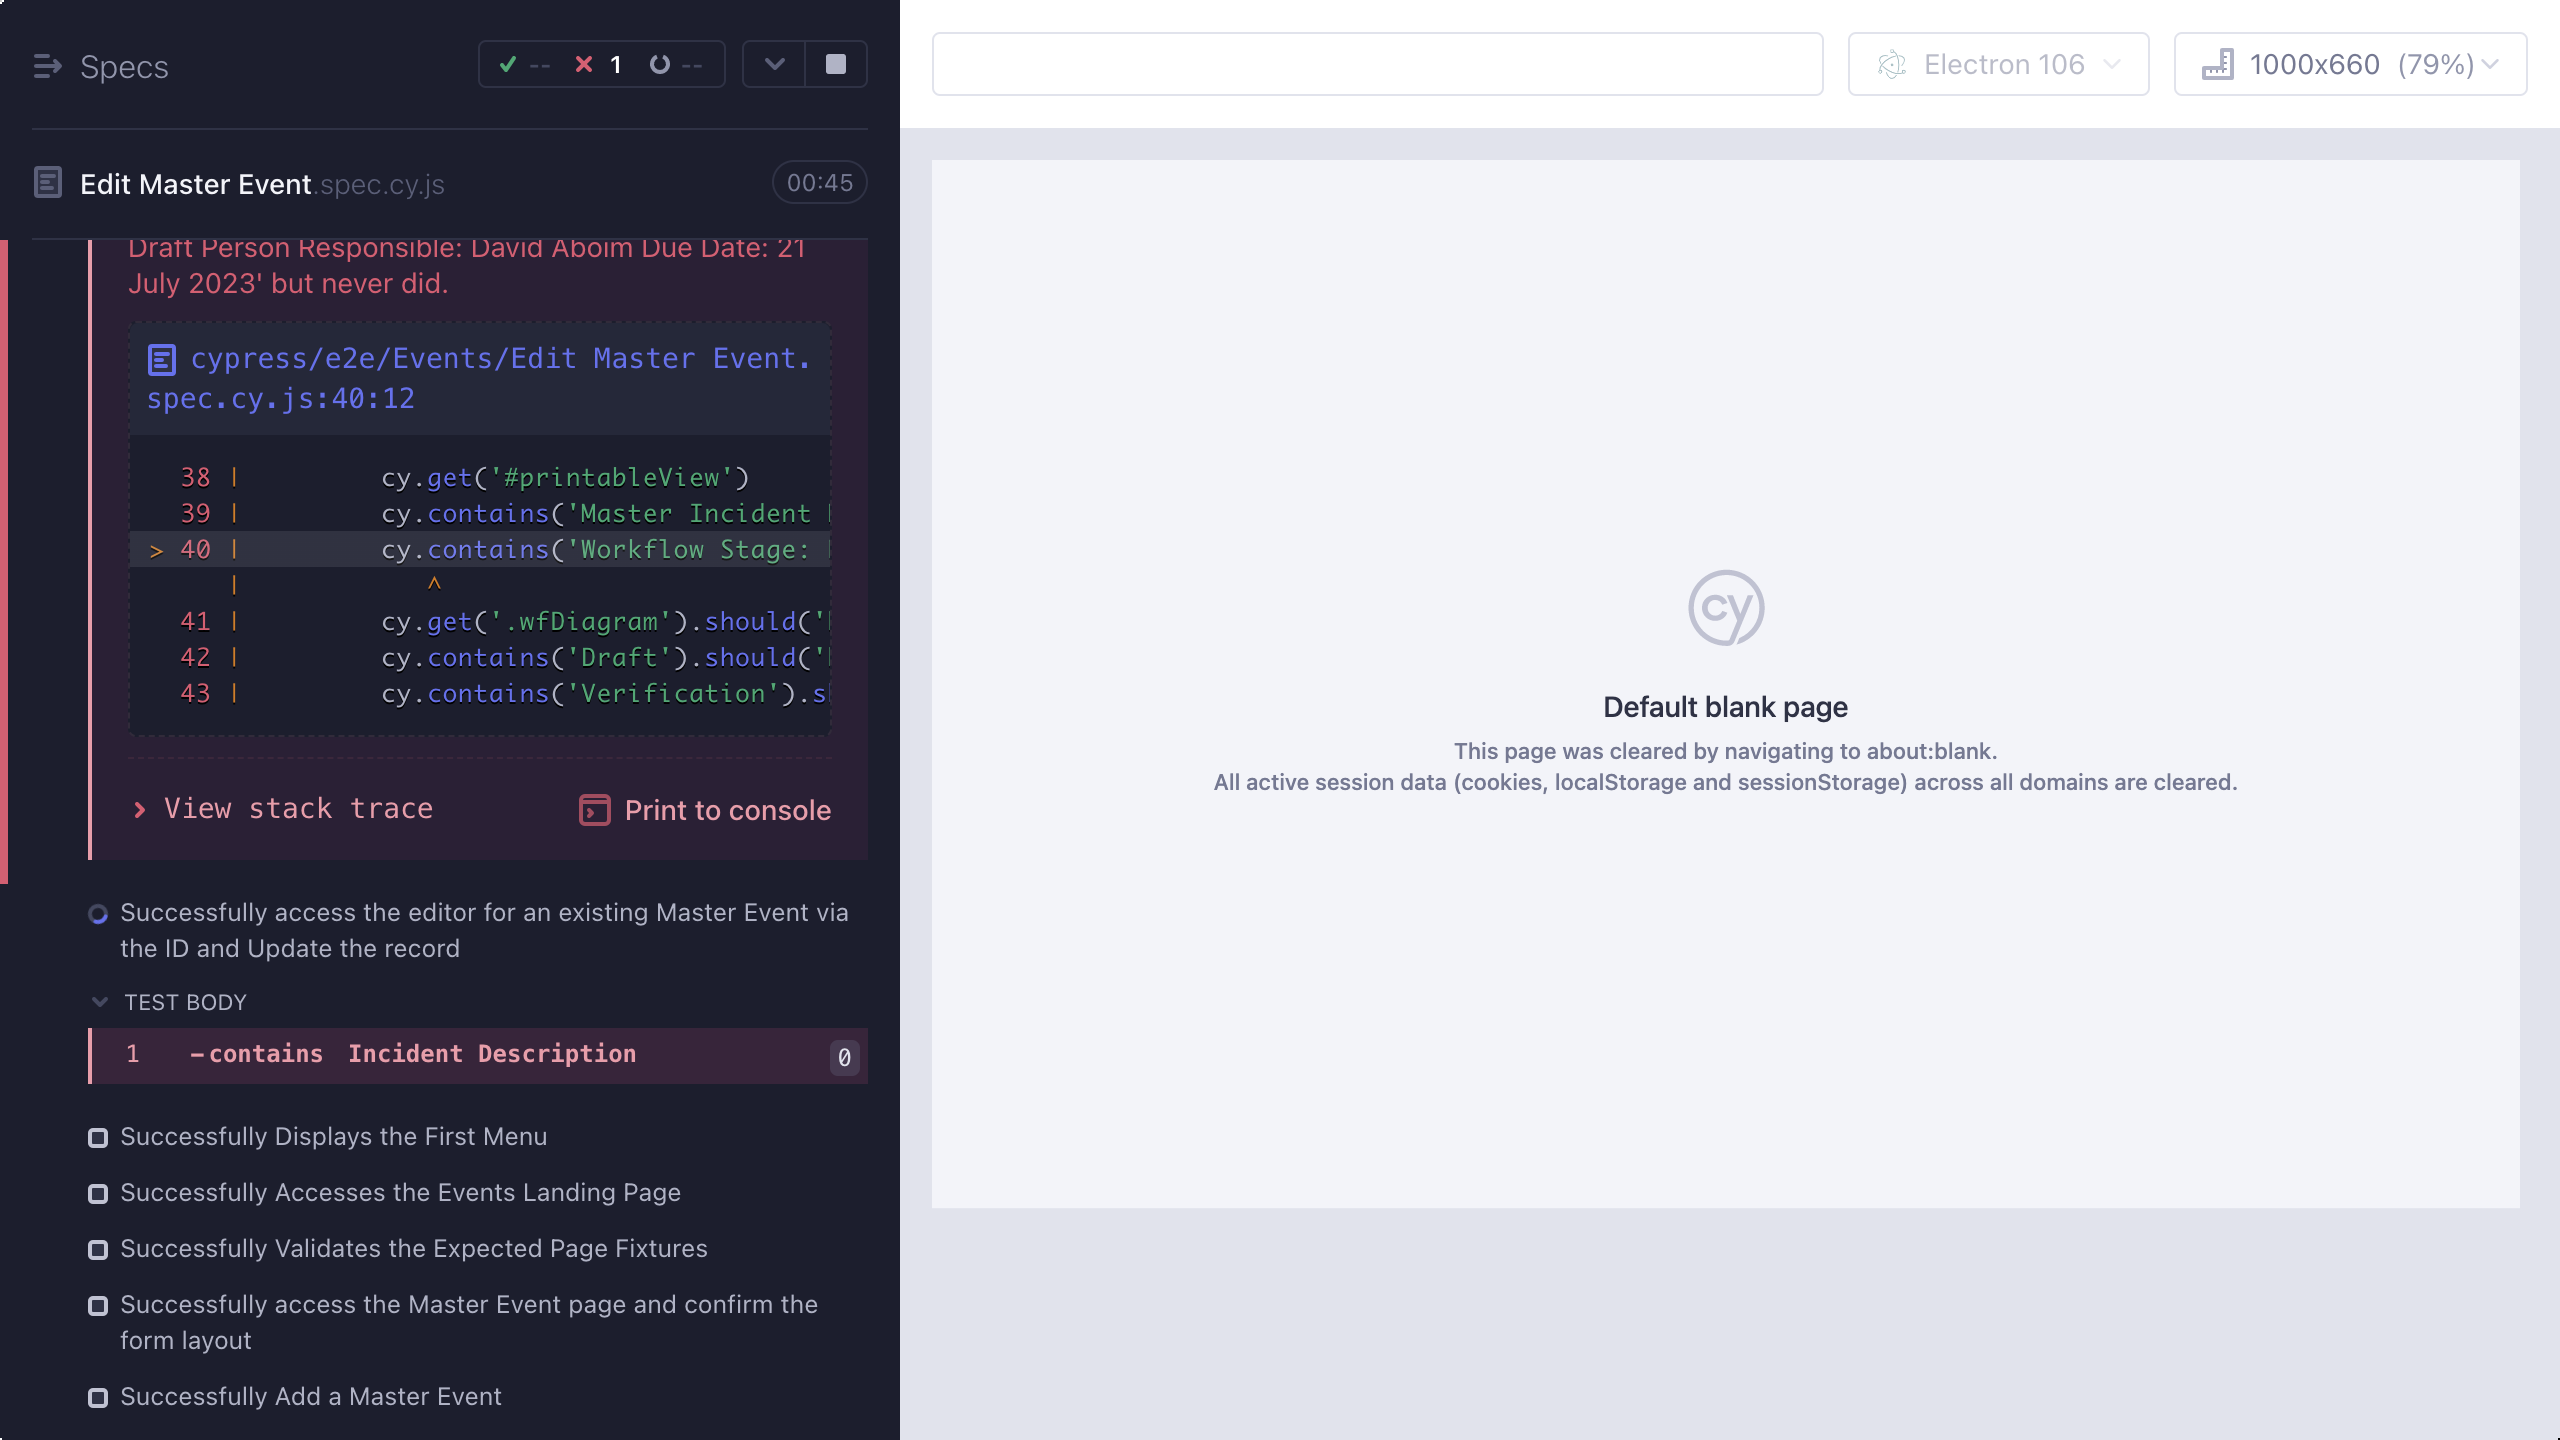 Specs
-- 1 --
Edit Master Event.spec.cy.js
00:45
Draft Person Responsible: David Aboim Due Date: 21
July 2023' but never did.
cypress/e2e/Events/Edit Master Event.
spec.cy.js:40:12
38 | cy.get('#printableView')
39 | cy.contains('Master Incident
> 40 | cy.contains('Workflow Stage:
| ^
41 | cy.get('.wfDiagram').should('
42 | cy.contains('Draft').should('
43 | cy.contains('Verification').s
View stack trace
Print to console
Successfully access the editor for an existing Master Event via
the ID and Update the record
TEST BODY
1 -contains Incident Description 0
Successfully Displays the First Menu
Successfully Accesses the Events Landing Page
Successfully Validates the Expected Page Fixtures
Successfully access the Master Event page and confirm the
form layout
Successfully Add a Master Event
Electron 106
1000x660 (79%)
cy
Default blank page
This page was cleared by navigating to about:blank.
All active session data (cookies, localStorage and sessionStorage) across all domains are cleared.